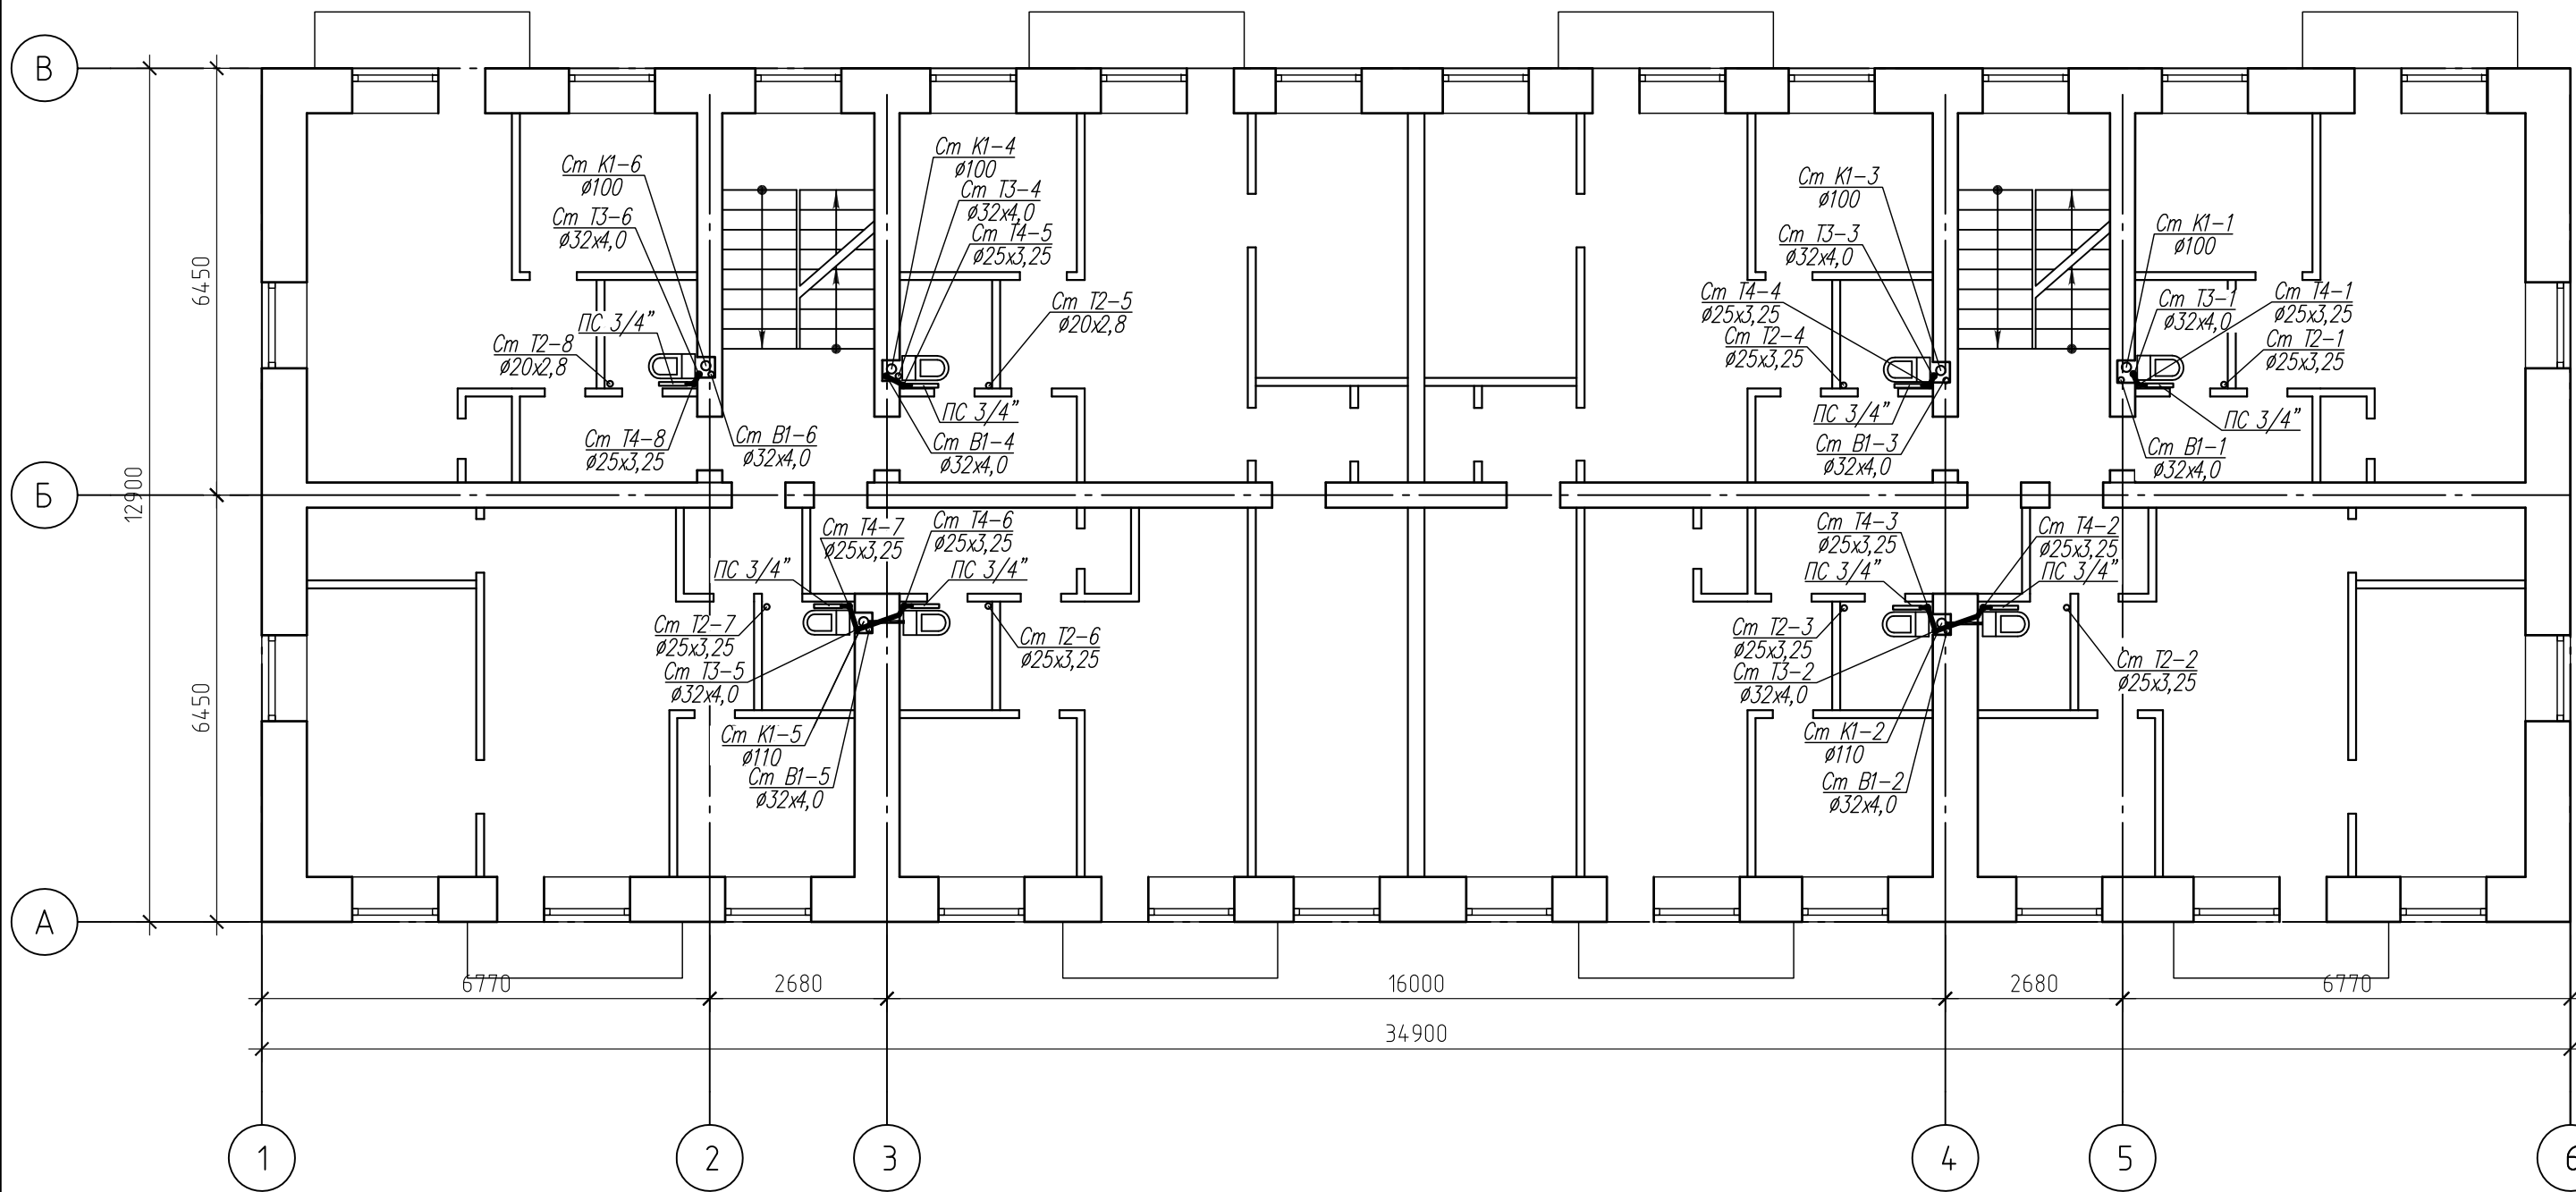 В
Ст К1-4
ø100
Ст К1-6
ø100
Ст Т3-4
ø32х4,0
Ст Т3-6
ø32х4,0
Ст Т4-5
ø25х3,25
Ст Т2-5
ø20х2,8
ПС 3/4”
Ст Т2-8
ø20х2,8
ПС 3/4”
Ст Т4-8
ø25х3,25
Ст В1-6
ø32х4,0
Ст В1-4
ø32х4,0
Ст К1-3
ø100
Ст Т3-3
ø32х4,0
Ст Т4-4
ø25х3,25
Ст Т2-4
ø25х3,25
ПС 3/4”
Ст В1-3
ø32х4,0
Ст К1-1
ø100
Ст Т3-1
ø32х4,0
Ст Т4-1
ø25х3,25
Ст Т2-1
ø25х3,25
ПС 3/4”
Ст В1-1
ø32х4,0
6450
12900
Б
Ст Т4-7
ø25х3,25
Ст Т4-6
ø25х3,25
ПС 3/4”
ПС 3/4”
Ст Т2-7
ø25х3,25
Ст Т3-5
ø32х4,0
Ст Т2-6
ø25х3,25
Ст К1-5
ø110
Ст В1-5
ø32х4,0
Ст Т4-3
ø25х3,25
Ст Т4-2
ø25х3,25
ПС 3/4”
ПС 3/4”
Ст Т2-3
ø25х3,25
Ст Т3-2
ø32х4,0
Ст Т2-2
ø25х3,25
Ст К1-2
ø110
Ст В1-2
ø32х4,0
6450
А
6770
2680
16000
2680
6770
34900
1
2
3
4
5
6